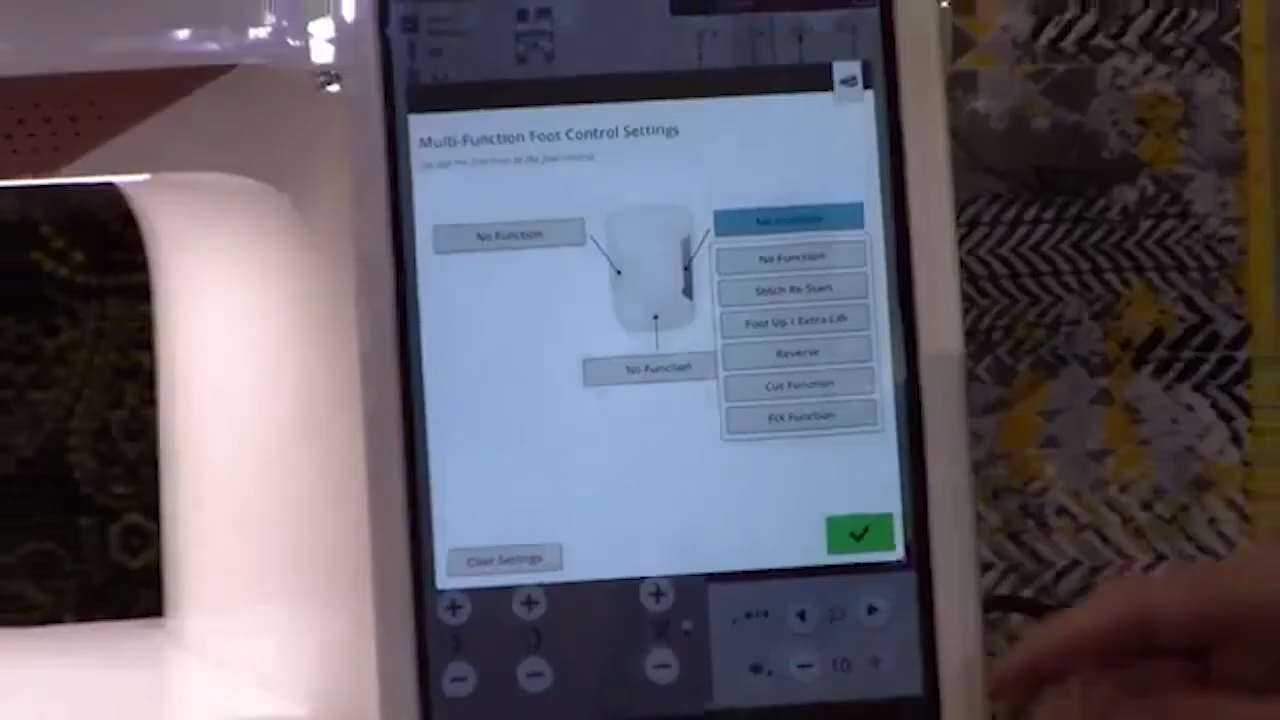 Multi-Function Foot Control Settings
No Function
No Function
Stitch Re-Start
Foot Up / Extra Lift
Reverse
No Function
Cut Function
FIX Function
Clear Settings
10